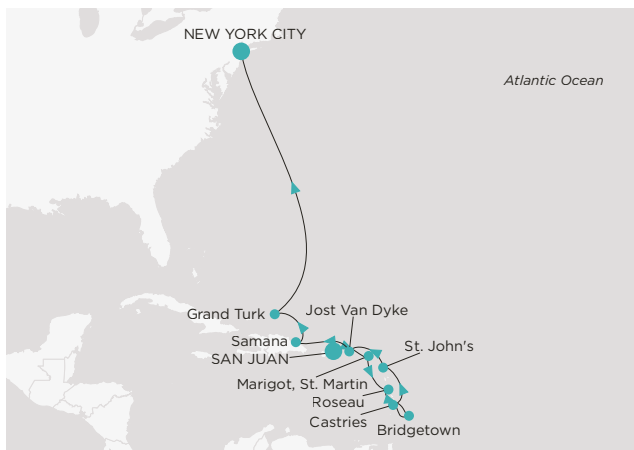 NEW YORK CITY
Atlantic Ocean
Grand Turk
Jost Van Dyke
Samana
St. John's
SAN JUAN
Marigot, St. Martin
Roseau
Castries
Bridgetown